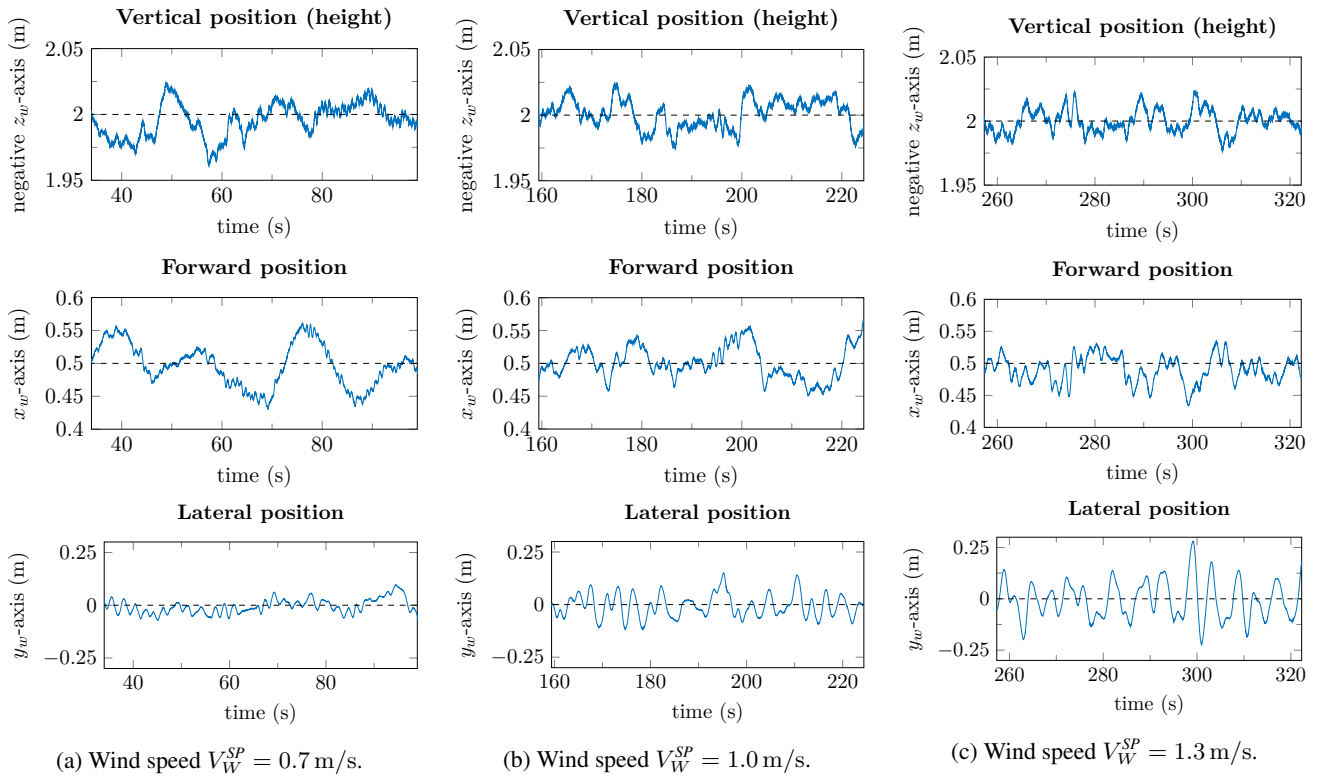 Vertical position (height)
negative z_w-axis (m)
2.05
2
1.95
40 60 80
time (s)
Forward position
x_w-axis (m)
0.6
0.55
0.5
0.45
0.4
40 60 80
time (s)
Lateral position
y_w-axis (m)
0.25
0
−0.25
40 60 80
time (s)
(a) Wind speed V_W^SP = 0.7 m/s.
Vertical position (height)
negative z_w-axis (m)
2.05
2
1.95
160 180 200 220
time (s)
Forward position
x_w-axis (m)
0.6
0.55
0.5
0.45
0.4
160 180 200 220
time (s)
Lateral position
y_w-axis (m)
0.25
0
−0.25
160 180 200 220
time (s)
(b) Wind speed V_W^SP = 1.0 m/s.
Vertical position (height)
negative z_w-axis (m)
2.05
2
1.95
260 280 300 320
time (s)
Forward position
x_w-axis (m)
0.6
0.55
0.5
0.45
0.4
260 280 300 320
time (s)
Lateral position
y_w-axis (m)
0.25
0
−0.25
260 280 300 320
time (s)
(c) Wind speed V_W^SP = 1.3 m/s.